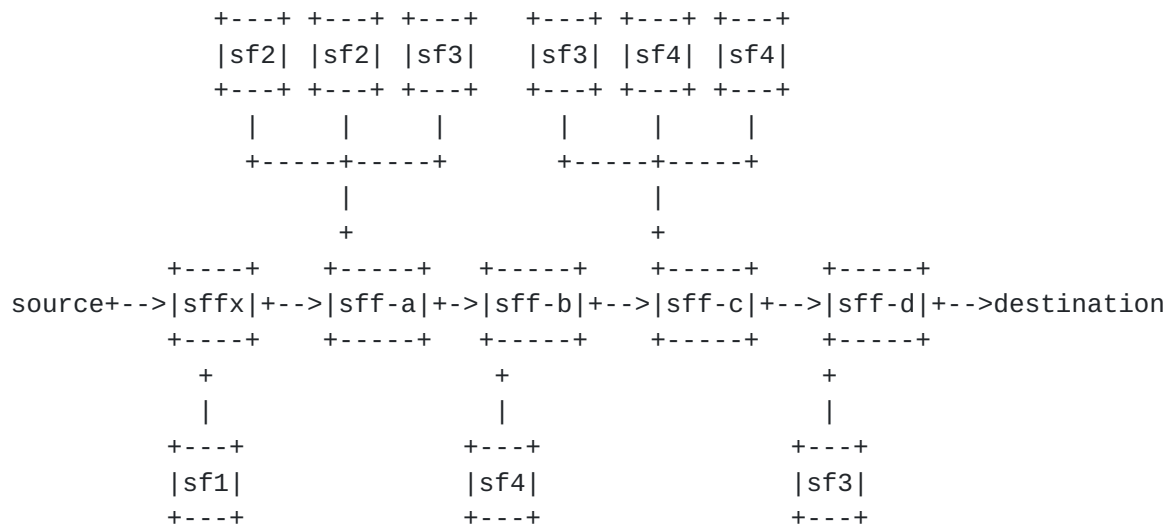 +---+ +---+ +---+   +---+ +---+ +---+
|sf2| |sf2| |sf3|   |sf3| |sf4| |sf4|
+---+ +---+ +---+   +---+ +---+ +---+
|     |     |       |     |     |
+-----+-----+       +-----+-----+
|                   |
+                   +
+----+    +-----+   +-----+    +-----+    +-----+
source+-->|sffx|+-->|sff-a|+->|sff-b|+-->|sff-c|+-->|sff-d|+-->destination
+----+    +-----+   +-----+    +-----+    +-----+
+                  +                    +
|                  |                    |
+---+              +---+                +---+
|sf1|              |sf4|                |sf3|
+---+              +---+                +---+